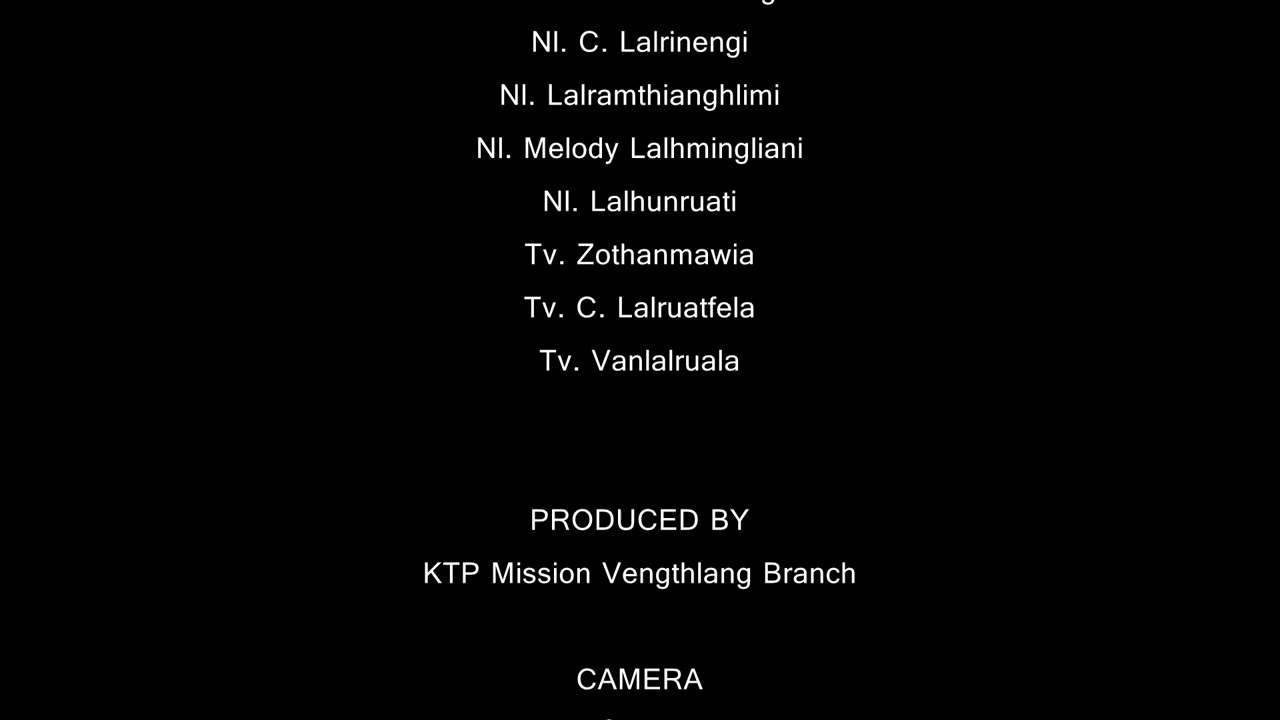 Nl. C. Lalrinengi
Nl. Lalramthianghlimi
Nl. Melody Lalhmingliani
Nl. Lalhunruati
Tv. Zothanmawia
Tv. C. Lalruatfela
Tv. Vanlalruala
PRODUCED BY
KTP Mission Vengthlang Branch
CAMERA